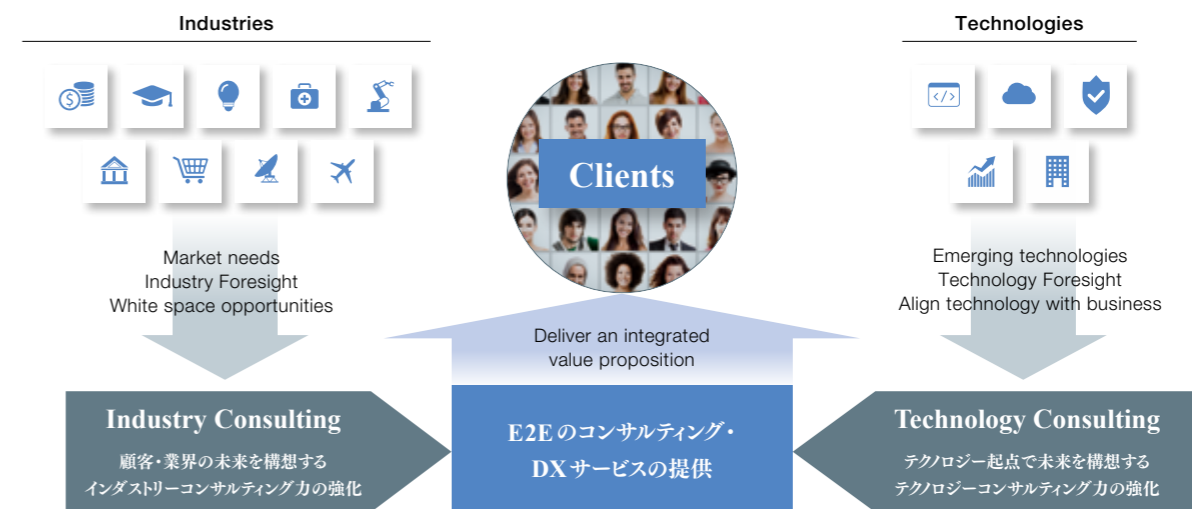 Industries
Technologies
$
</>
Clients
Market needs
Industry Foresight
White space opportunities
Emerging technologies
Technology Foresight
Align technology with business
Deliver an integrated
value proposition
Industry Consulting
顧客・業界の未来を構想する
インダストリーコンサルティング力の強化
E2Eのコンサルティング・
DXサービスの提供
Technology Consulting
テクノロジー起点で未来を構想する
テクノロジーコンサルティング力の強化